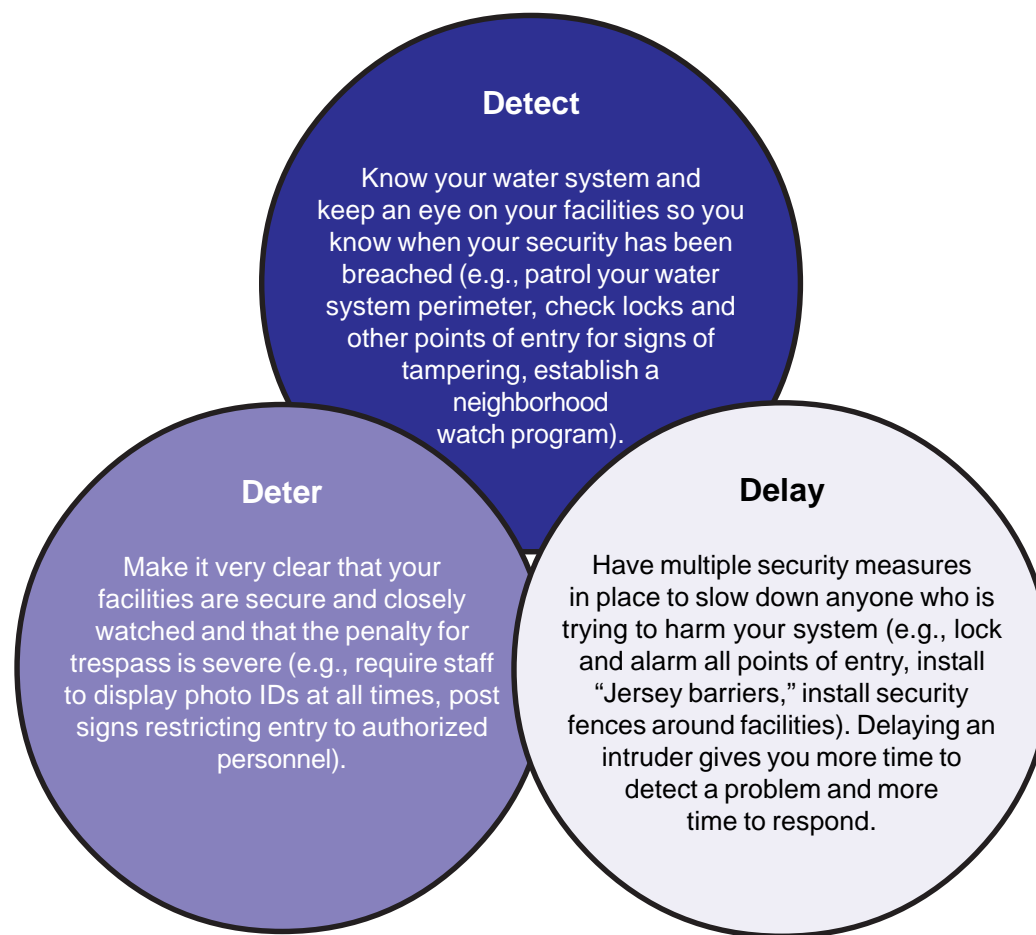 Detect
Know your water system and
keep an eye on your facilities so you
know when your security has been
breached (e.g., patrol your water
system perimeter, check locks and
other points of entry for signs of
tampering, establish a
neighborhood
watch program).
Deter
Make it very clear that your
facilities are secure and closely
watched and that the penalty for
trespass is severe (e.g., require staff
to display photo IDs at all times, post
signs restricting entry to authorized
personnel).
Delay
Have multiple security measures
in place to slow down anyone who is
trying to harm your system (e.g., lock
and alarm all points of entry, install
“Jersey barriers,” install security
fences around facilities). Delaying an
intruder gives you more time to
detect a problem and more
time to respond.